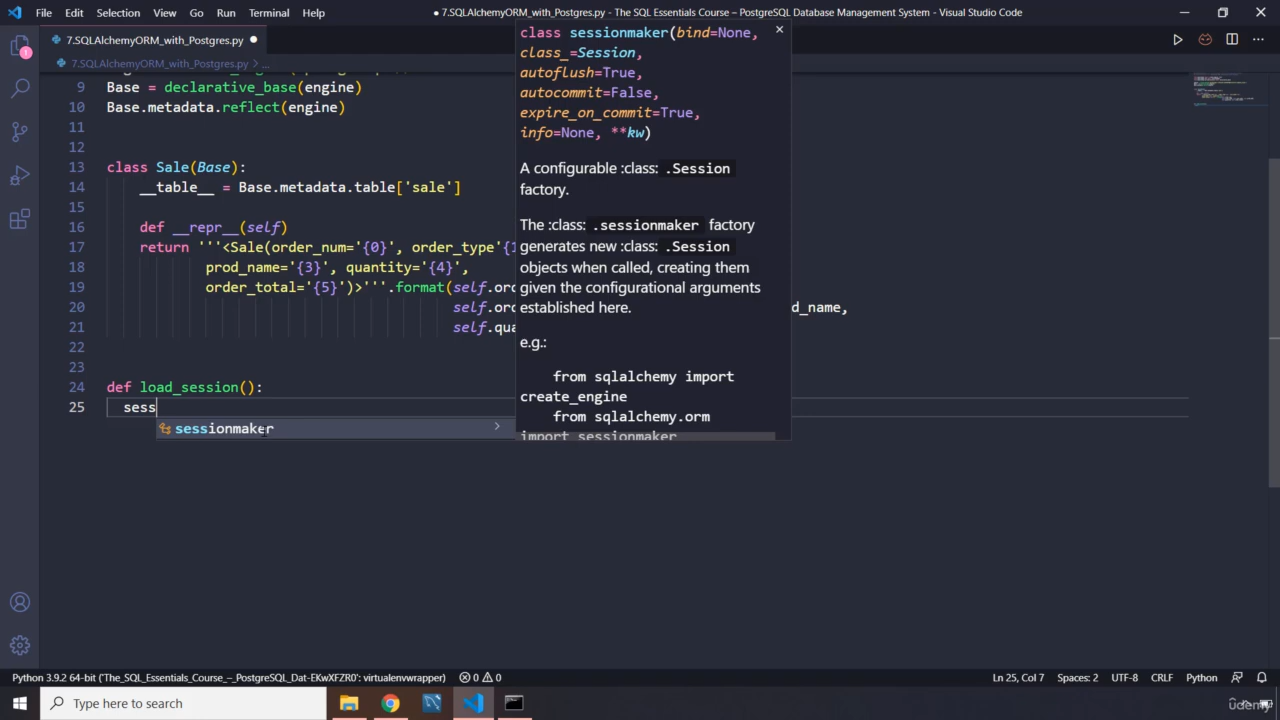 File Edit Selection View Go Run Terminal Help
● 7.SQLAlchemyORM_with_Postgres.py - The SQL Essentials Course – PostgreSQL Database Management System - Visual Studio Code
7.SQLAlchemyORM_with_Postgres.py ●
7.SQLAlchemyORM_with_Postgres.py > ...
9 Base = declarative_base(engine)
10 Base.metadata.reflect(engine)
11
12
13 class Sale(Base):
14 __table__ = Base.metadata.table['sale']
15
16 def __repr__(self)
17 return '''<Sale(order_num='{0}', order_type'{1
18 prod_name='{3}', quantity='{4}',
19 order_total='{5}')>'''.format(self.or
20 self.or d_name,
21 self.qua
22
23
24 def load_session():
25 sess
sessionmaker
class sessionmaker(bind=None,
class_=Session,
autoflush=True,
autocommit=False,
expire_on_commit=True,
info=None, **kw)
A configurable :class: .Session
factory.
The :class: .sessionmaker factory
generates new :class: .Session
objects when called, creating them
given the configurational arguments
established here.
e.g.:
from sqlalchemy import
create_engine
from sqlalchemy.orm
import sessionmaker
1
Python 3.9.2 64-bit ('The_SQL_Essentials_Course_–_PostgreSQL_Dat-EKwXFZR0': virtualenvwrapper) 0 0 Ln 25, Col 7 Spaces: 2 UTF-8 CRLF Python
Type here to search
udemy